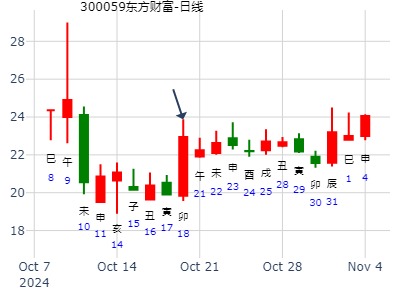 300059东方财富-日线
28
26
24
22
20
18
巳
8
午
9
未
10
申
11
亥
14
子
15
丑
16
寅
17
卯
18
午
21
未
22
申
23
酉
24
戌
25
丑
28
寅
29
卯
30
辰
31
巳
1
申
4
Oct 7
2024
Oct 14
Oct 21
Oct 28
Nov 4